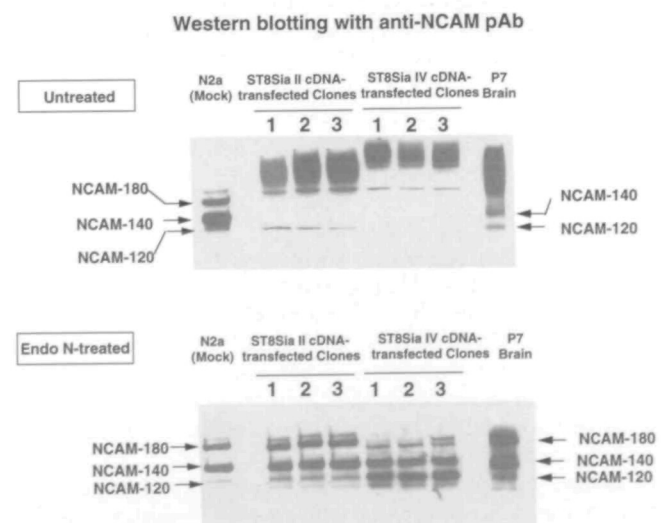 Western blotting with anti-NCAM pAb
Untreated
N2a
(Mock)
ST8Sia II cDNA-
transfected Clones
ST8Sia IV cDNA-
transfected Clones
P7
Brain
1 2 3 1 2 3
NCAM-180
NCAM-140
NCAM-120
NCAM-140
NCAM-120
Endo N-treated
N2a
(Mock)
ST8Sia II cDNA-
transfected Clones
ST8Sia IV cDNA-
transfected Clones
P7
Brain
1 2 3 1 2 3
NCAM-180
NCAM-140
NCAM-120
NCAM-180
NCAM-140
NCAM-120